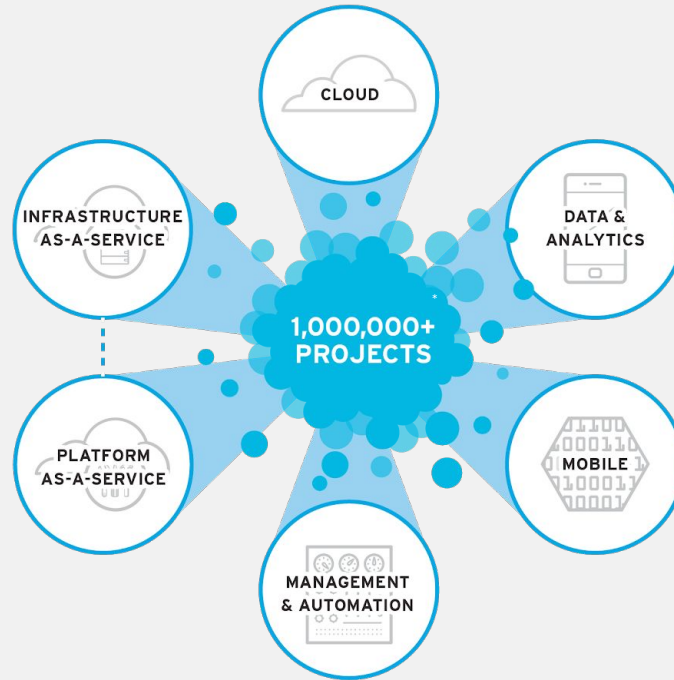 CLOUD
INFRASTRUCTURE
AS-A-SERVICE
DATA &
ANALYTICS
*
1,000,000+
PROJECTS
PLATFORM
AS-A-SERVICE
MOBILE
MANAGEMENT
& AUTOMATION